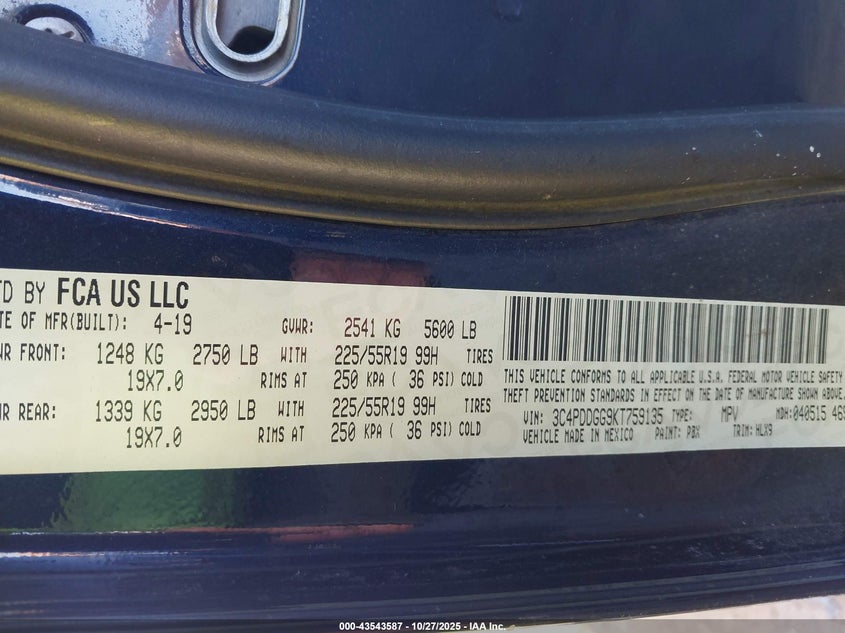 TD BY FCA US LLC
TE OF MFR(BUILT): 4-19 GVWR: 2541 KG 5600 LB
WR FRONT: 1248 KG 2750 LB WITH 225/55R19 99H TIRES
19X7.0 RIMS AT 250 KPA ( 36 PSI) COLD
WR REAR: 1339 KG 2950 LB WITH 225/55R19 99H TIRES
19X7.0 RIMS AT 250 KPA ( 36 PSI) COLD
THIS VEHICLE CONFORMS TO ALL APPLICABLE U.S.A. FEDERAL MOTOR VEHICLE SAFETY
THEFT PREVENTION STANDARDS IN EFFECT ON THE DATE OF MANUFACTURE SHOWN ABOVE
VIN: 3C4PDDGG9KT759135 TYPE: MPV MDH: 040515 469
VEHICLE MADE IN MEXICO PAINT: PBX TRIM: HLX9
000-43543587 - 10/27/2025 - IAA Inc.